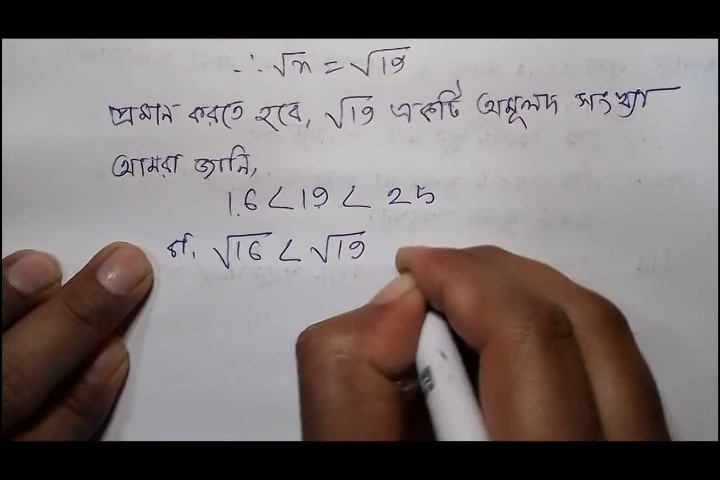 ∴ √n = √19
প্রমান করতে হবে, √19 একটি অমূলদ সংখ্যা
আমরা জানি,
16 < 19 < 25
বা, √16 < √19